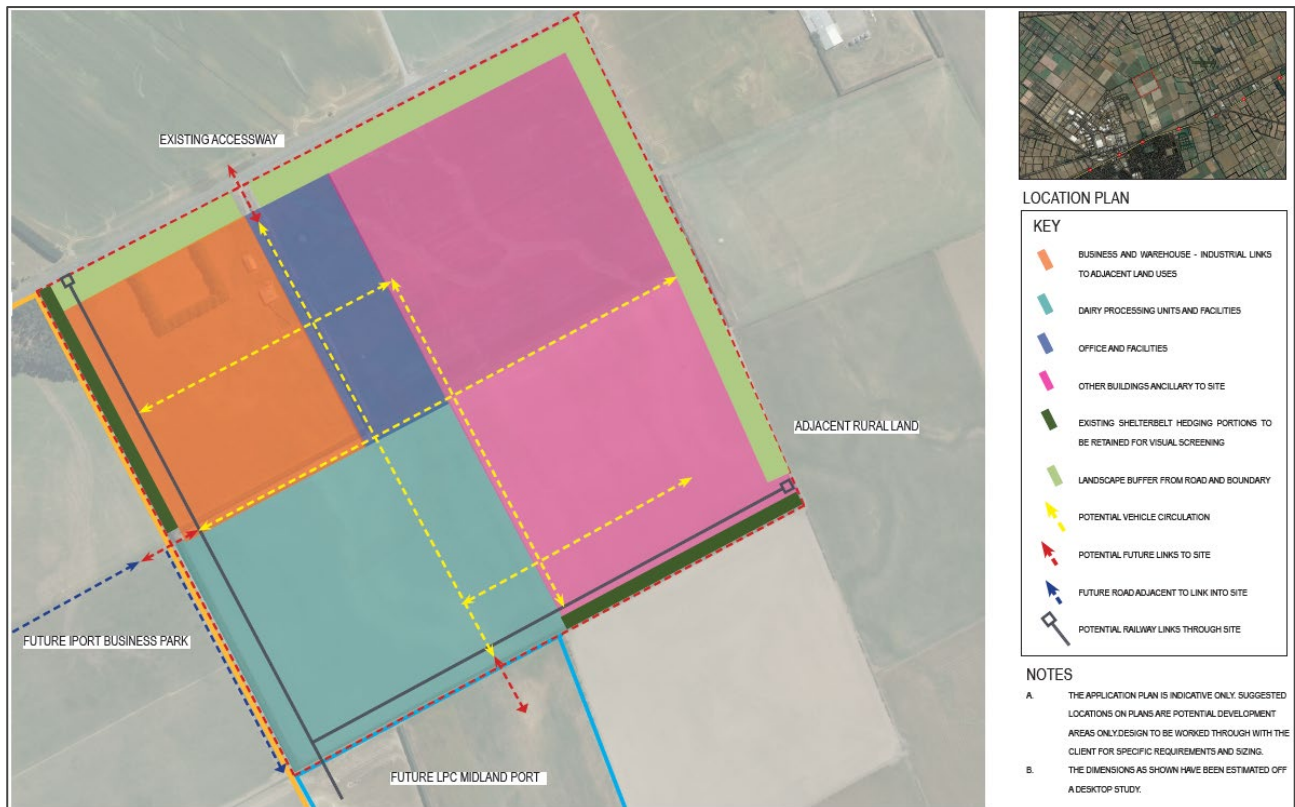 EXISTING ACCESSWAY
ADJACENT RURAL LAND
FUTURE IPORT BUSINESS PARK
FUTURE LPC MIDLAND PORT
LOCATION PLAN
KEY
BUSINESS AND WAREHOUSE - INDUSTRIAL LINKS
TO ADJACENT LAND USES
DAIRY PROCESSING UNITS AND FACILITIES
OFFICE AND FACILITIES
OTHER BUILDINGS ANCILLARY TO SITE
EXISTING SHELTERBELT HEDGING PORTIONS TO
BE RETAINED FOR VISUAL SCREENING
LANDSCAPE BUFFER FROM ROAD AND BOUNDARY
POTENTIAL VEHICLE CIRCULATION
POTENTIAL FUTURE LINKS TO SITE
FUTURE ROAD ADJACENT TO LINK INTO SITE
POTENTIAL RAILWAY LINKS THROUGH SITE
NOTES
A. THE APPLICATION PLAN IS INDICATIVE ONLY. SUGGESTED
LOCATIONS ON PLANS ARE POTENTIAL DEVELOPMENT
AREAS ONLY.DESIGN TO BE WORKED THROUGH WITH THE
CLIENT FOR SPECIFIC REQUIREMENTS AND SIZING.
B. THE DIMENSIONS AS SHOWN HAVE BEEN ESTIMATED OFF
A DESKTOP STUDY.